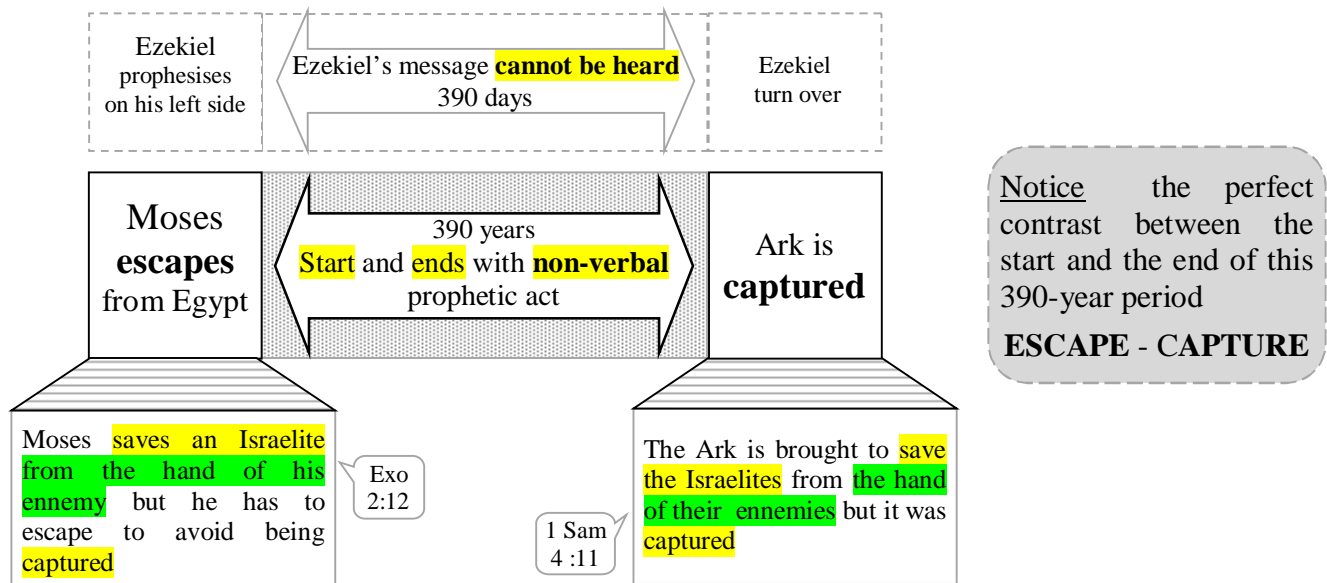 Ezekiel
prophesises
on his left side
Ezekiel’s message cannot be heard
390 days
Ezekiel
turn over
Moses
escapes
from Egypt
390 years
Start and ends with non-verbal
prophetic act
Ark is
captured
Notice the perfect
contrast between the
start and the end of this
390-year period
ESCAPE - CAPTURE
Moses saves an Israelite
from the hand of his
ennemy but he has to
escape to avoid being
captured
Exo
2:12
The Ark is brought to save
the Israelites from the hand
of their ennemies but it was
captured
1 Sam
4 :11